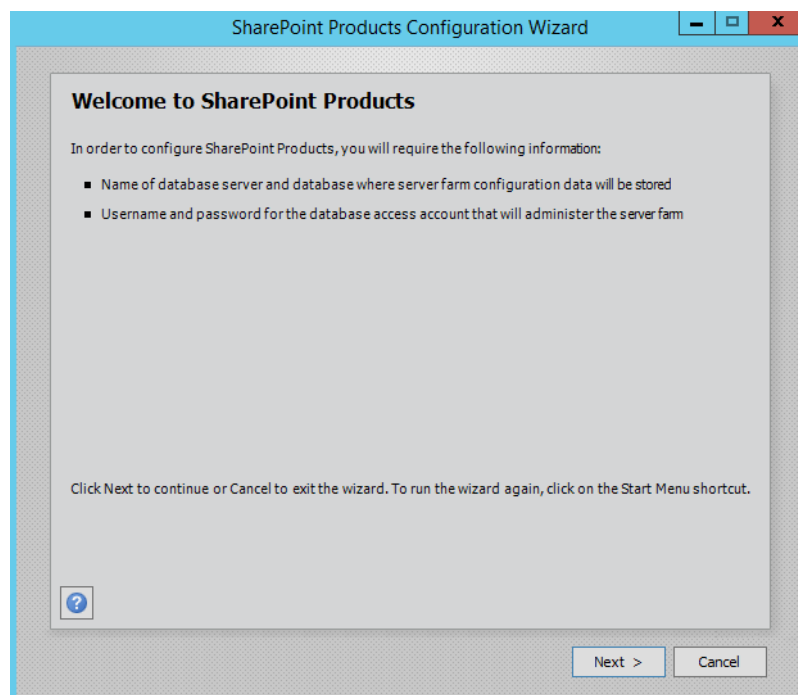 SharePoint Products Configuration Wizard
Welcome to SharePoint Products
In order to configure SharePoint Products, you will require the following information:
Name of database server and database where server farm configuration data will be stored
Username and password for the database access account that will administer the server farm
Click Next to continue or Cancel to exit the wizard. To run the wizard again, click on the Start Menu shortcut.
?
Next >
Cancel